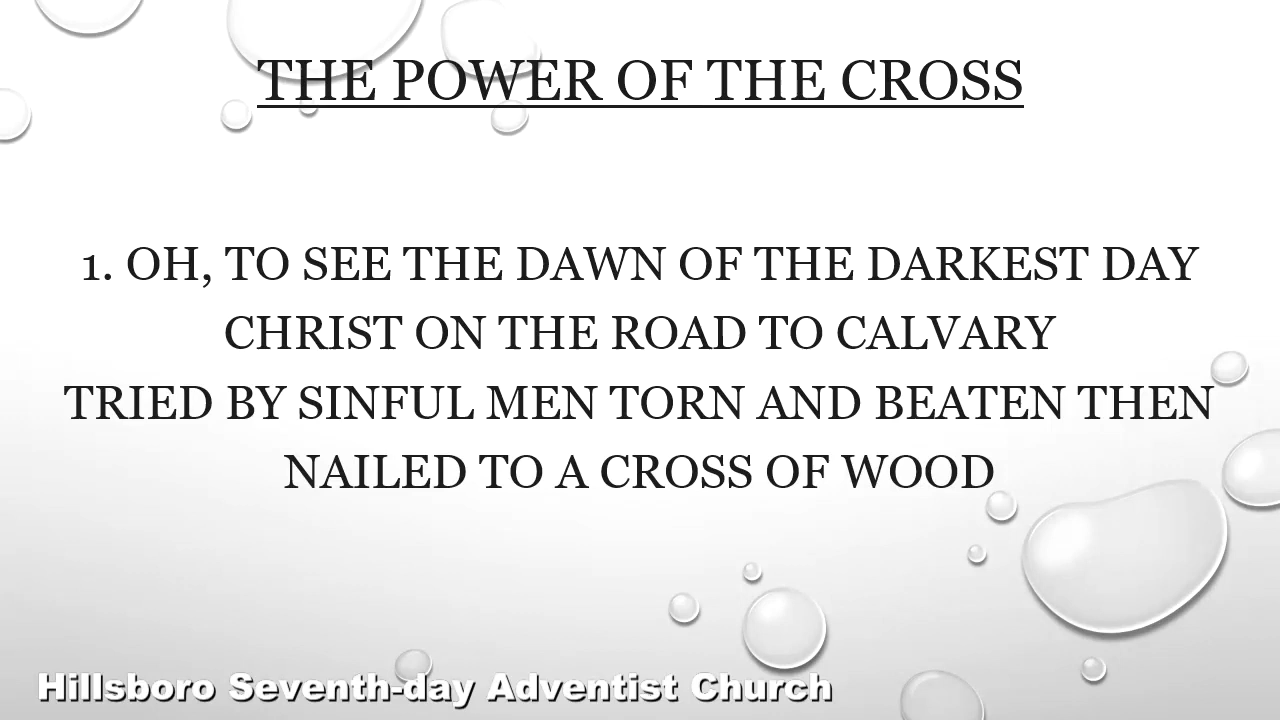 THE POWER OF THE CROSS
1. OH, TO SEE THE DAWN OF THE DARKEST DAY
CHRIST ON THE ROAD TO CALVARY
TRIED BY SINFUL MEN TORN AND BEATEN THEN
NAILED TO A CROSS OF WOOD
Hillsboro Seventh-day Adventist Church